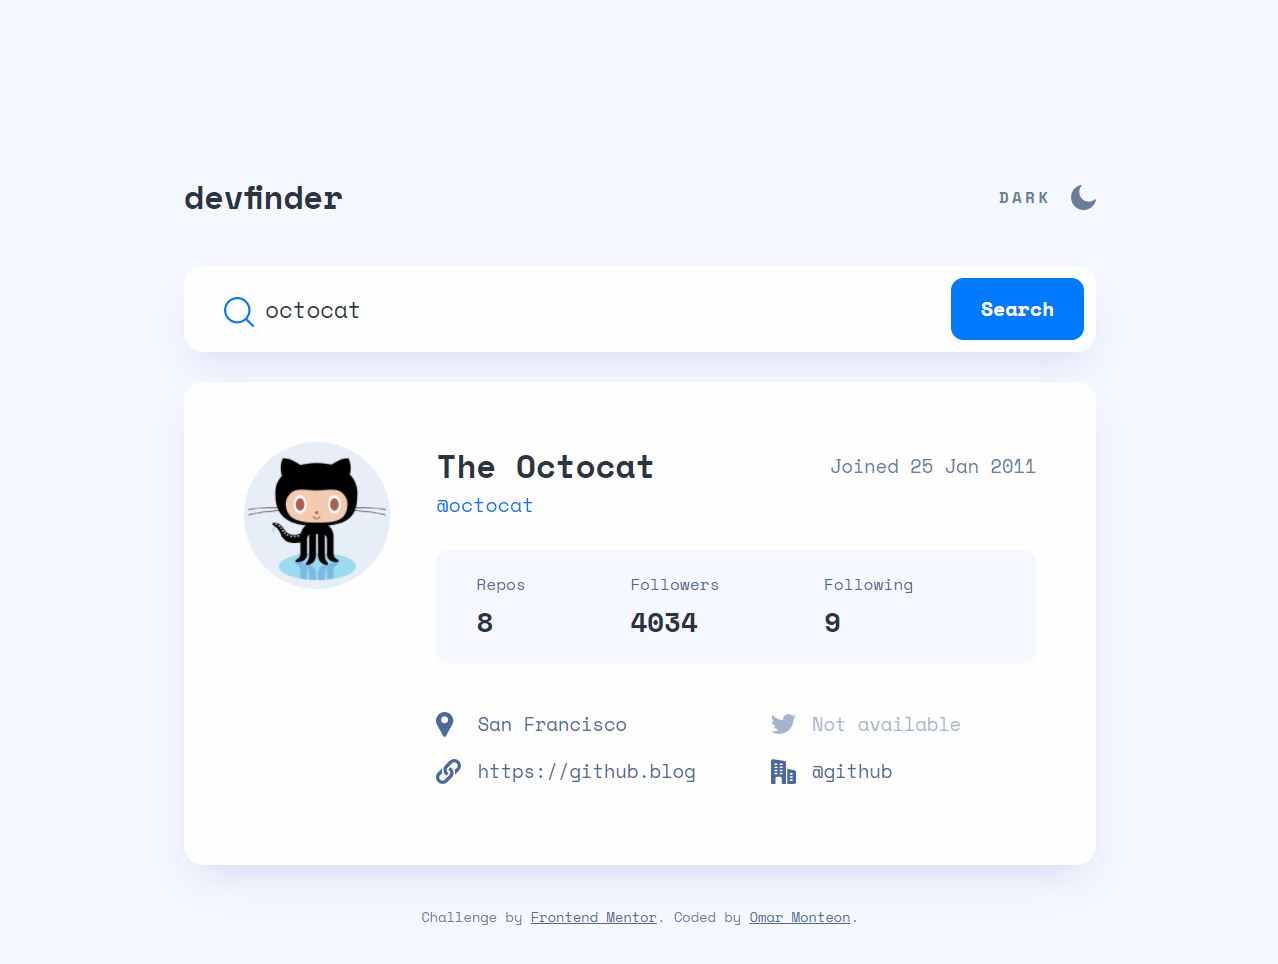 devfinder
DARK
octocat
Search
The Octocat
Joined 25 Jan 2011
@octocat
Repos
Followers
Following
8
4034
9
San Francisco
Not available
https://github.blog
@github
Challenge by Frontend Mentor. Coded by Omar Monteon.